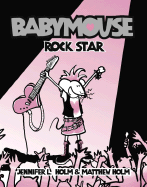 BABYMOUSE
ROCK STAR
JENNIFER L. HOLM & MATTHEW HOLM